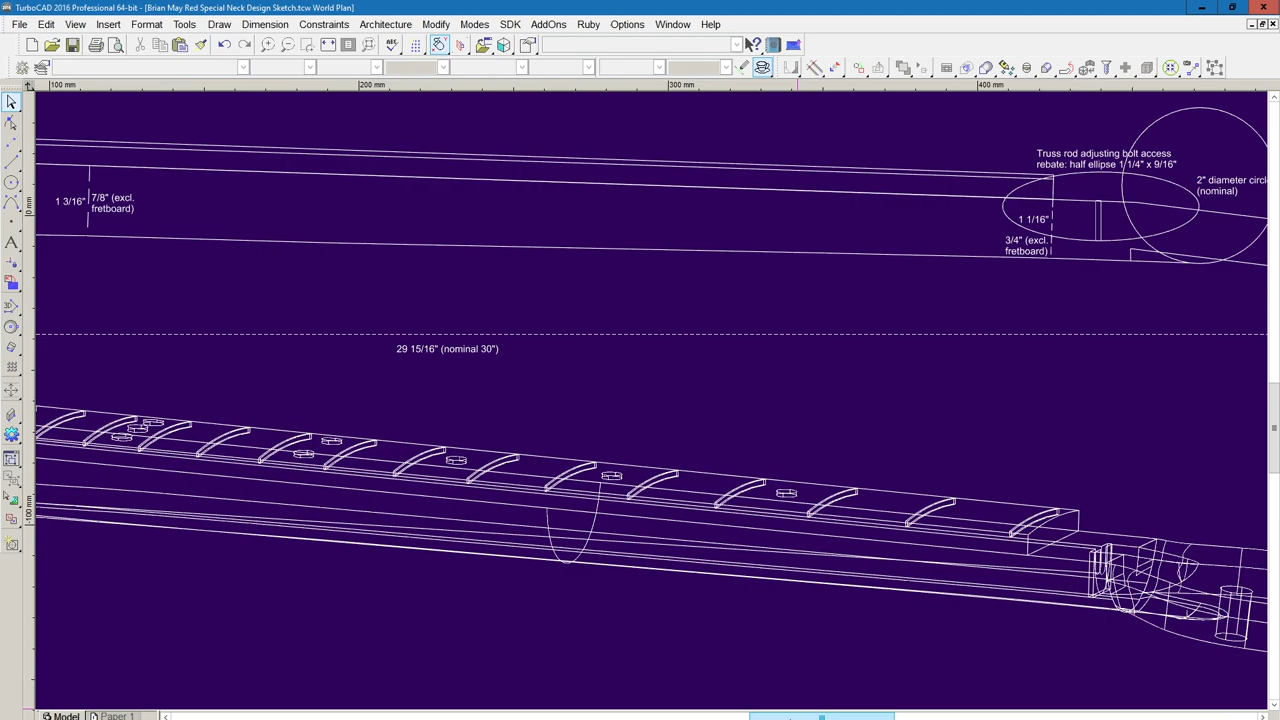 TurboCAD 2016 Professional 64-bit - [Brian May Red Special Neck Design Sketch.tcw World Plan]
File Edit View Insert Format Tools Draw Dimension Constraints Architecture Modify Modes SDK AddOns Ruby Options Window Help
100 mm 200 mm 300 mm 400 mm
0 mm
-100 mm
Truss rod adjusting bolt access
rebate: half ellipse 1 1/4" x 9/16"
2" diameter circl
(nominal)
1 3/16"
7/8" (excl.
fretboard)
1 1/16"
3/4" (excl.
fretboard)
29 15/16" (nominal 30")
Model Paper 1